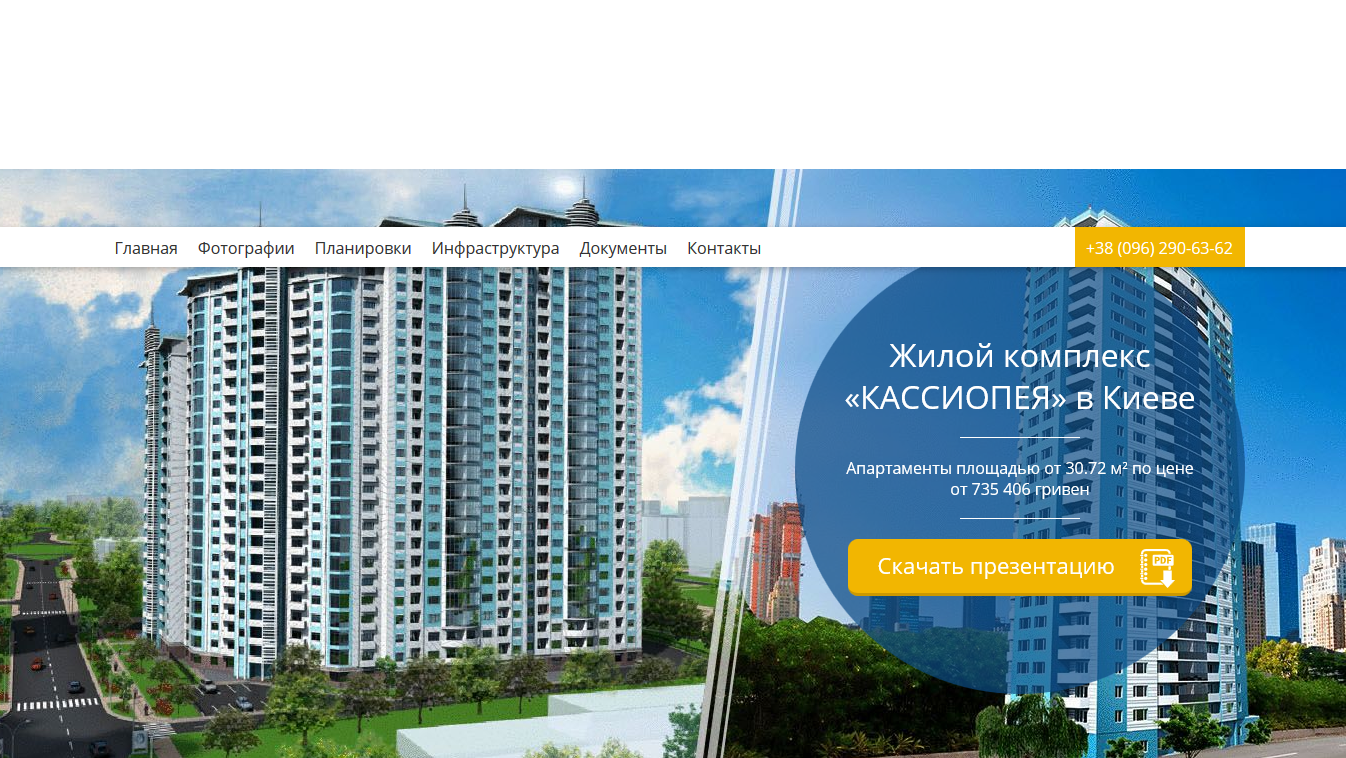 Главная Фотографии Планировки Инфраструктура Документы Контакты +38 (096) 290-63-62
Жилой комплекс
«КАССИОПЕЯ» в Киеве
Апартаменты площадью от 30.72 м² по цене
от 735 406 гривен
Скачать презентацию PDF